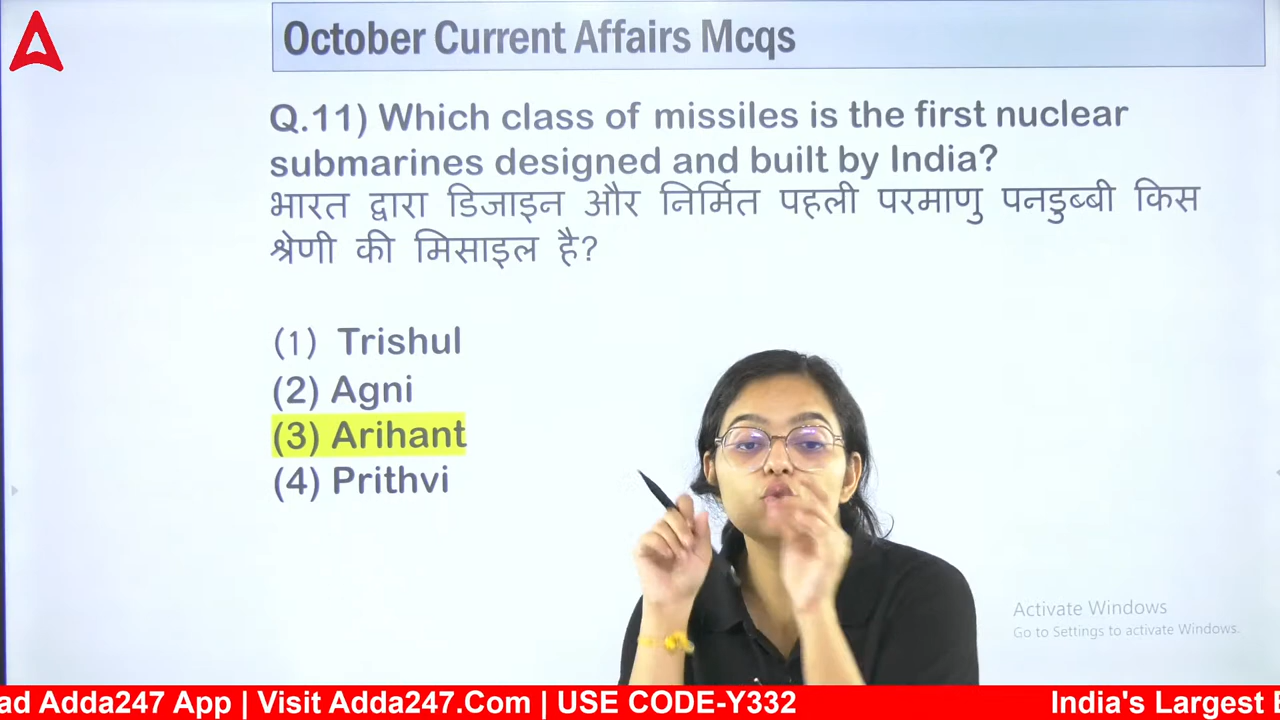 October Current Affairs Mcqs
Q.11) Which class of missiles is the first nuclear
submarines designed and built by India?
भारत द्वारा डिजाइन और निर्मित पहली परमाणु पनडुब्बी किस
श्रेणी की मिसाइल है?
(1) Trishul
(2) Agni
(3) Arihant
(4) Prithvi
Activate Windows
Go to Settings to activate Windows.
ad Adda247 App | Visit Adda247.Com | USE CODE-Y332
India's Largest E